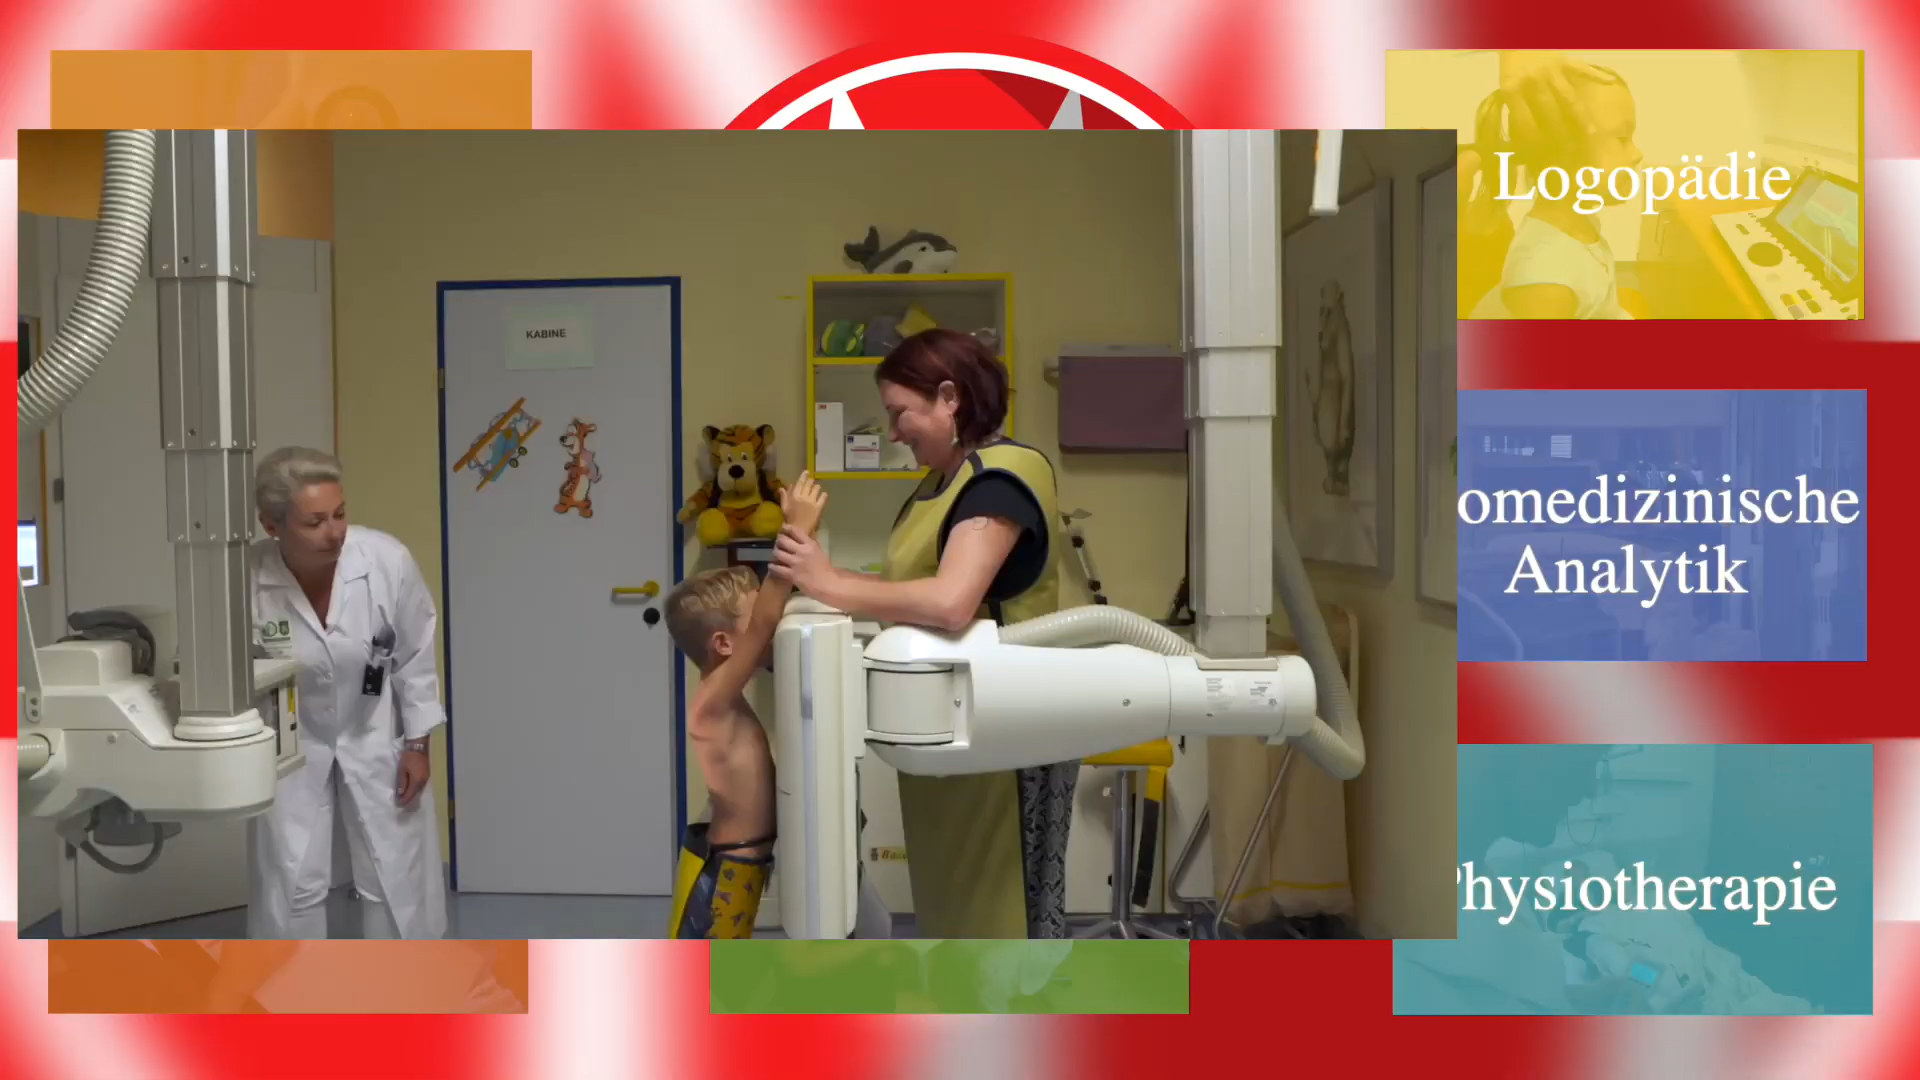 Logopädie
KABINE
omedizinische
Analytik
hysiotherapie